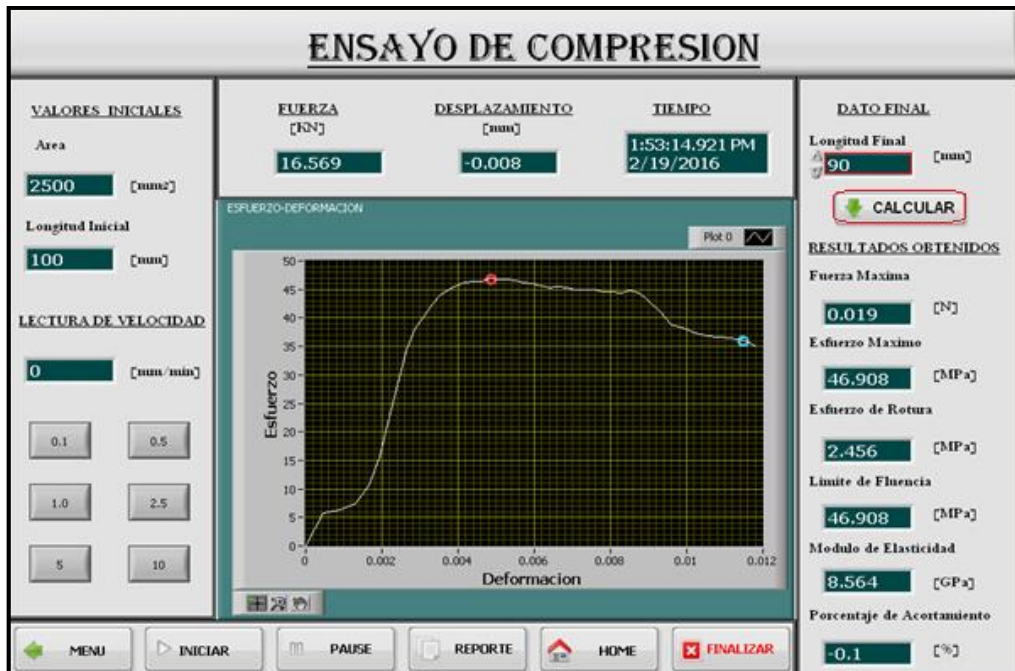 ENSAYO DE COMPRESION
VALORES INICIALES
Area
2500 [mm2]
Longitud Inicial
100 [mm]
LECTURA DE VELOCIDAD
0 [mm/min]
0.1 0.5
1.0 2.5
5 10
FUERZA
[KN]
16.569
DESPLAZAMIENTO
[mm]
-0.008
TIEMPO
1:53:14.921 PM
2/19/2016
ESFUERZO-DEFORMACION
Plot 0
Esfuerzo
50
45
40
35
30
25
20
15
10
5
0
0 0.002 0.004 0.006 0.008 0.01 0.012
Deformacion
DATO FINAL
Longitud Final
90 [mm]
CALCULAR
RESULTADOS OBTENIDOS
Fuerza Maxima
0.019 [N]
Esfuerzo Maximo
46.908 [MPa]
Esfuerzo de Rotura
2.456 [MPa]
Limite de Fluencia
46.908 [MPa]
Modulo de Elasticidad
8.564 [GPa]
Porcentaje de Acortamiento
-0.1 [%]
MENU INICIAR PAUSE REPORTE HOME FINALIZAR